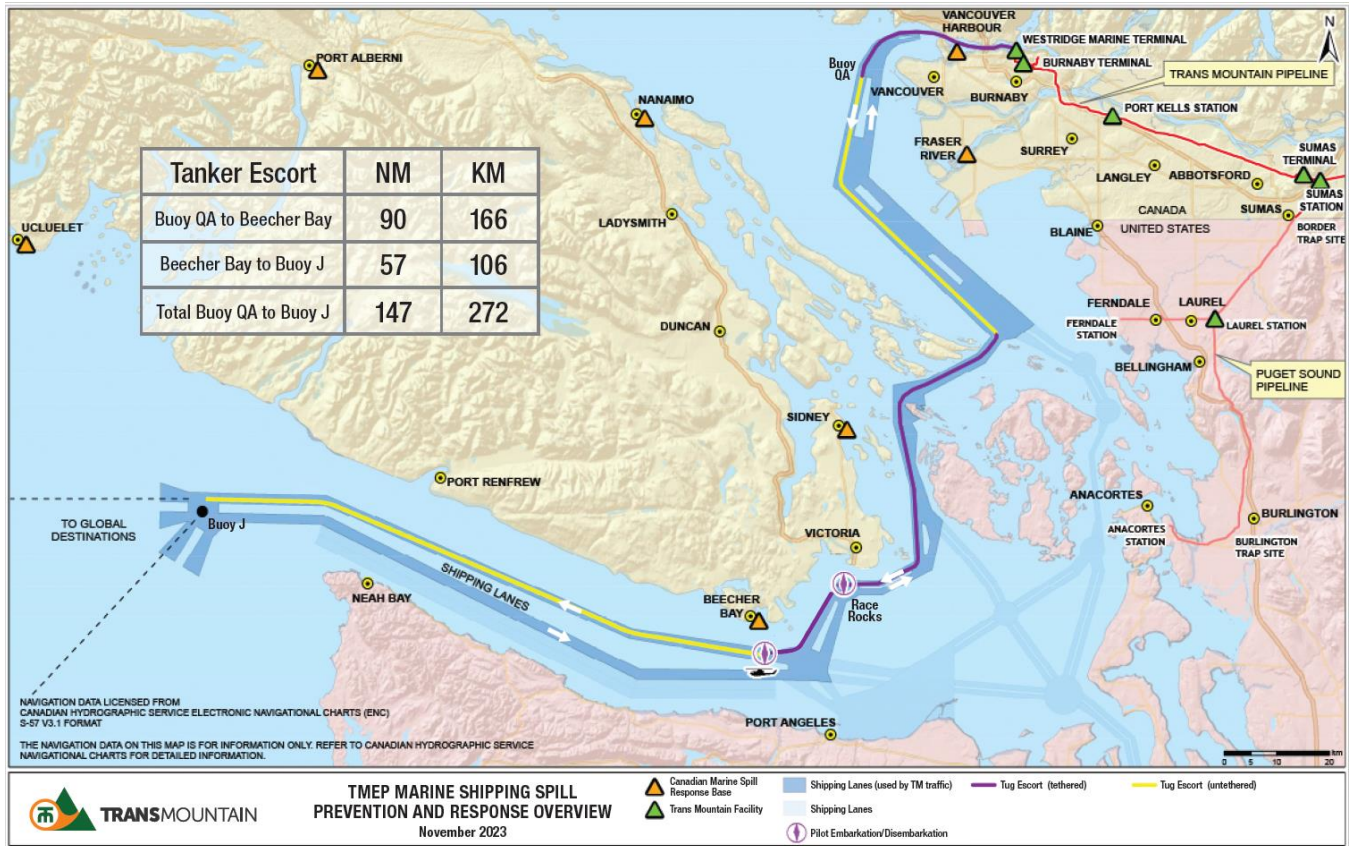 VANCOUVER
HARBOUR
WESTRIDGE MARINE TERMINAL
BURNABY TERMINAL
N
PORT ALBERNI
Buoy
QA
TRANS MOUNTAIN PIPELINE
VANCOUVER
BURNABY
NANAIMO
PORT KELLS STATION
FRASER
RIVER
SURREY
SUMAS
TERMINAL
LANGLEY
ABBOTSFORD
SUMAS
STATION
Tanker Escort NM KM
Buoy QA to Beecher Bay 90 166
Beecher Bay to Buoy J 57 106
Total Buoy QA to Buoy J 147 272
LADYSMITH
CANADA
UNITED STATES
SUMAS
BORDER
TRAP SITE
UCLUELET
BLAINE
DUNCAN
FERNDALE
LAUREL
FERNDALE
STATION
LAUREL STATION
BELLINGHAM
PUGET SOUND
PIPELINE
SIDNEY
PORT RENFREW
ANACORTES
TO GLOBAL
DESTINATIONS
Buoy J
ANACORTES
STATION
BURLINGTON
BURLINGTON
TRAP SITE
VICTORIA
SHIPPING LANES
NEAH BAY
BEECHER
BAY
Race
Rocks
NAVIGATION DATA LICENSED FROM
CANADIAN HYDROGRAPHIC SERVICE ELECTRONIC NAVIGATIONAL CHARTS (ENC)
S-57 V3.1 FORMAT
PORT ANGELES
THE NAVIGATION DATA ON THIS MAP IS FOR INFORMATION ONLY. REFER TO CANADIAN HYDROGRAPHIC SERVICE
NAVIGATIONAL CHARTS FOR DETAILED INFORMATION.
km
0 5 10 20
TRANSMOUNTAIN
TMEP MARINE SHIPPING SPILL
PREVENTION AND RESPONSE OVERVIEW
November 2023
Canadian Marine Spill
Response Base
Trans Mountain Facility
Shipping Lanes (used by TM traffic)
Shipping Lanes
Pilot Embarkation/Disembarkation
Tug Escort (tethered)
Tug Escort (untethered)